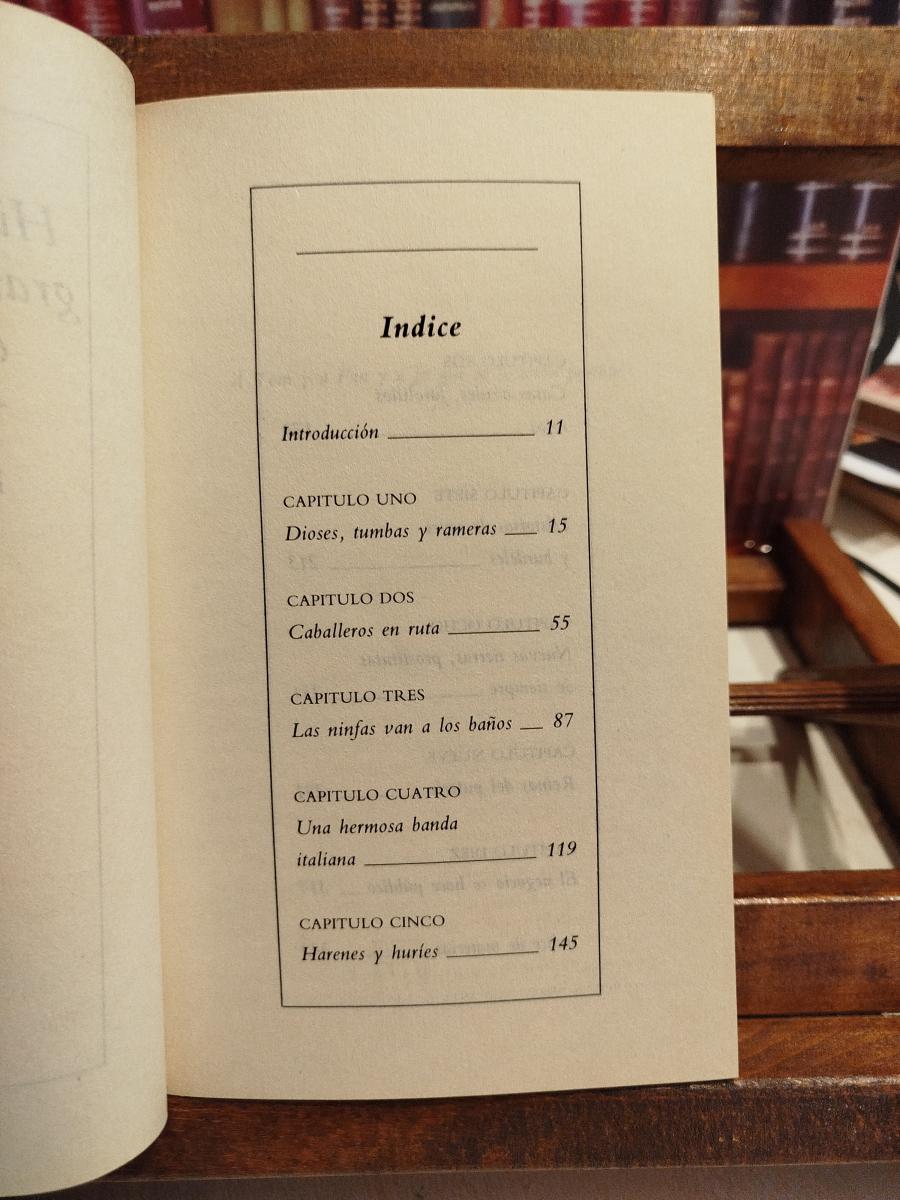 Indice
Introducción 11
CAPITULO UNO
Dioses, tumbas y rameras 15
CAPITULO DOS
Caballeros en ruta 55
CAPITULO TRES
Las ninfas van a los baños 87
CAPITULO CUATRO
Una hermosa banda
italiana 119
CAPITULO CINCO
Harenes y huríes 145